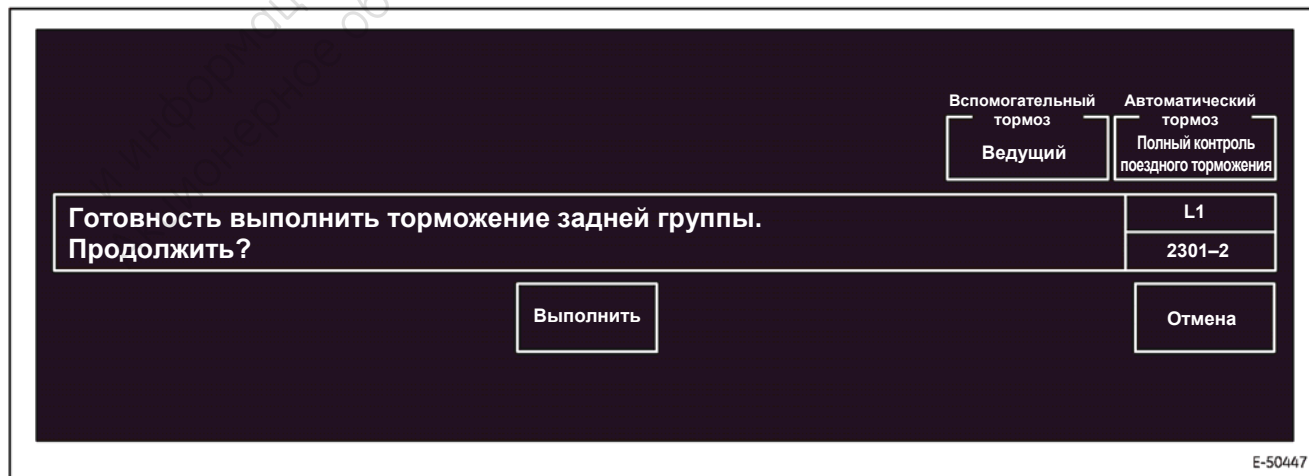 Вспомогательный тормоз
Ведущий
Автоматический тормоз
Полный контроль
поездного торможения
Готовность выполнить торможение задней группы.
Продолжить?
L1
2301–2
Выполнить
Отмена
E-50447